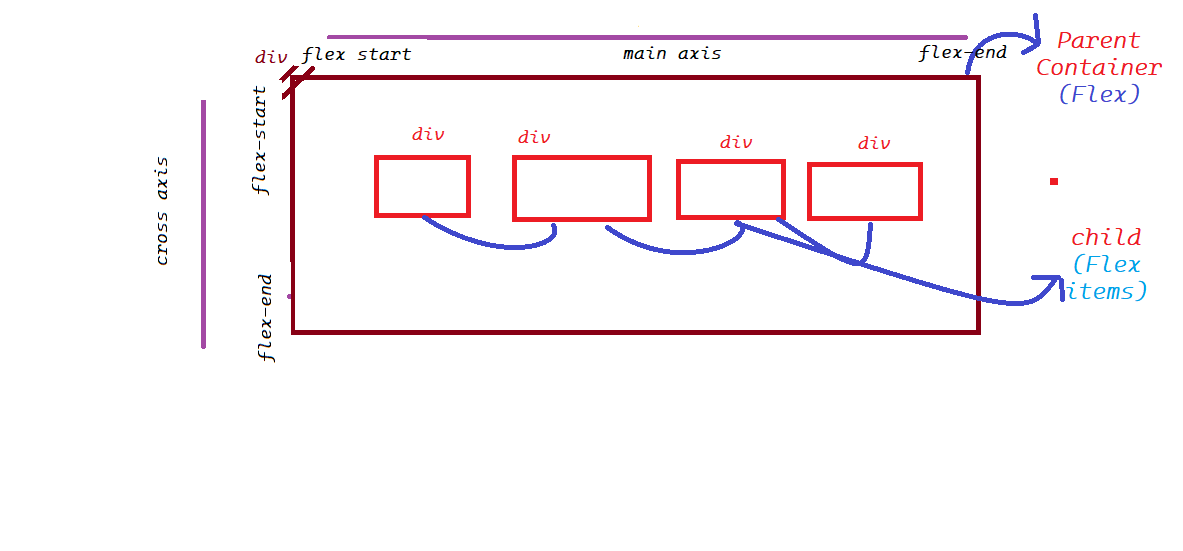 div
flex start
main axis
flex-end
Parent
Container
(Flex)
flex-start
cross axis
flex-end
div
div
div
div
child
(Flex
items)